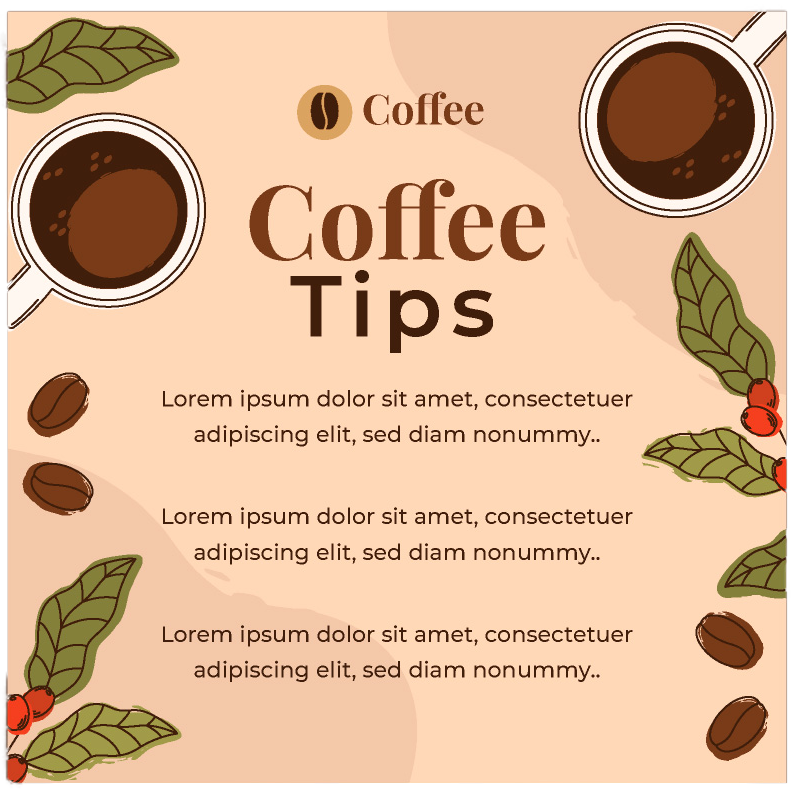 Coffee
Coffee
Tips
Lorem ipsum dolor sit amet, consectetuer
adipiscing elit, sed diam nonummy..
Lorem ipsum dolor sit amet, consectetuer
adipiscing elit, sed diam nonummy..
Lorem ipsum dolor sit amet, consectetuer
adipiscing elit, sed diam nonummy..